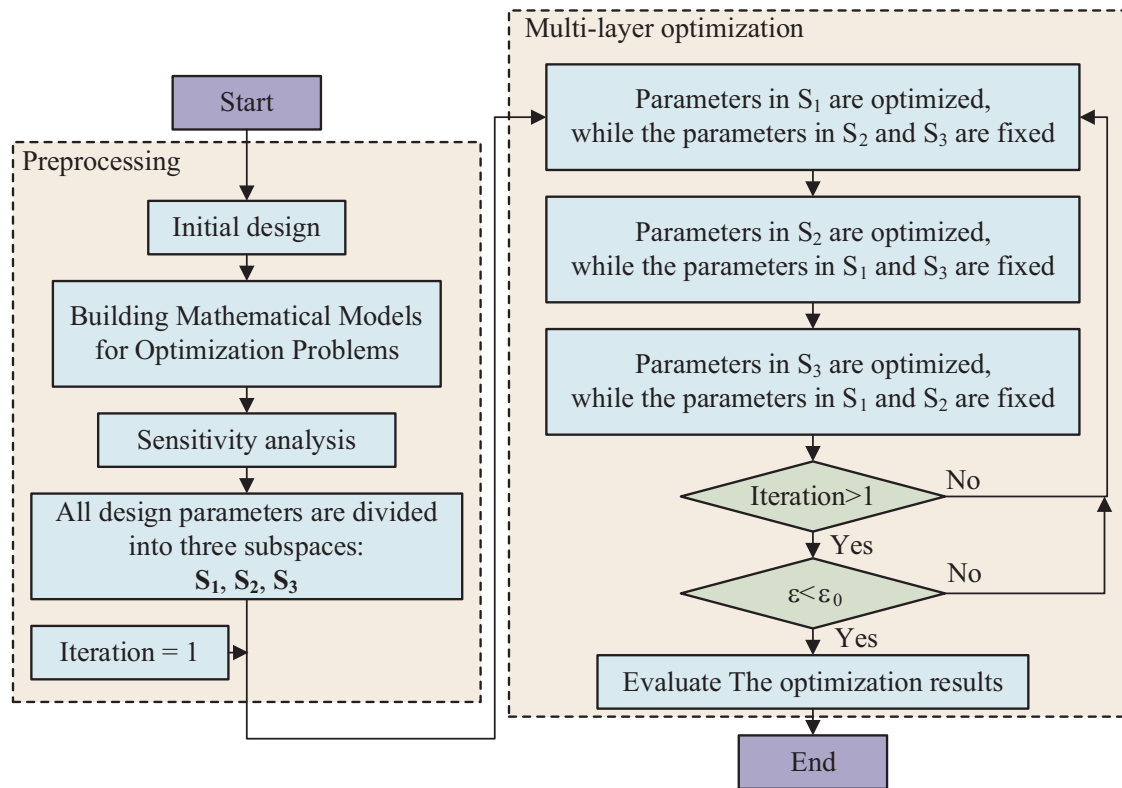 Start
Preprocessing
Initial design
Building Mathematical Models
for Optimization Problems
Sensitivity analysis
All design parameters are divided
into three subspaces:
S₁, S₂, S₃
Iteration = 1
Multi-layer optimization
Parameters in S₁ are optimized,
while the parameters in S₂ and S₃ are fixed
Parameters in S₂ are optimized,
while the parameters in S₁ and S₃ are fixed
Parameters in S₃ are optimized,
while the parameters in S₁ and S₂ are fixed
Iteration>1
No
Yes
ε<ε₀
No
Yes
Evaluate The optimization results
End